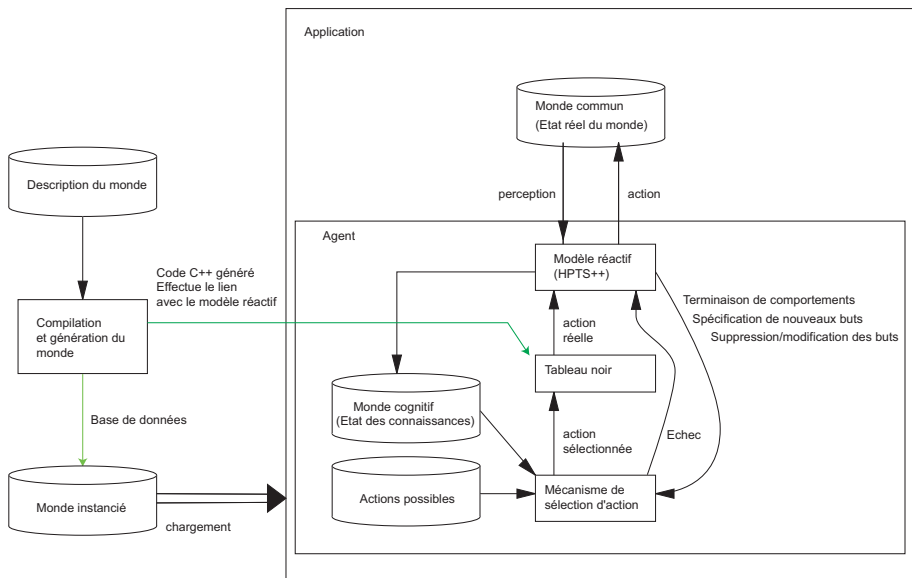 Application
Monde commun
(Etat réel du monde)
Description du monde
perception
action
Agent
Code C++ généré
Effectue le lien
avec le modèle réactif
Modèle réactif
(HPTS++)
Terminaison de comportements
Spécification de nouveaux buts
Suppression/modification des buts
Compilation
et génération du
monde
action
réelle
Tableau noir
Base de données
Monde cognitif
(Etat des connaissances)
action
sélectionnée
Echec
Monde instancié
chargement
Actions possibles
Mécanisme de
sélection d'action